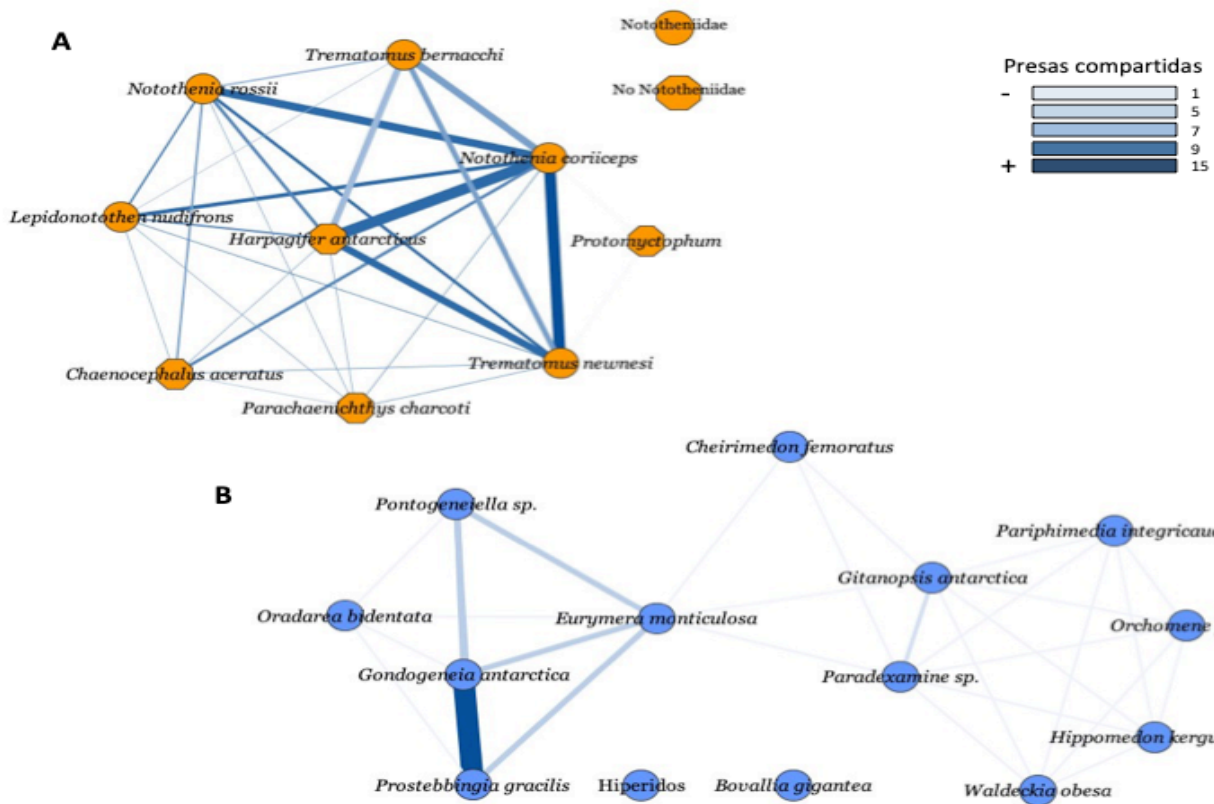 A
Nototheniidae
Trematomus bernacchi
Presas compartidas
Notothenia rossii
No Nototheniidae
- 1
5
7
9
+ 15
Notothenia coriiceps
Lepidonotothen nudifrons
Harpagifer antarcticus
Protomyctophum
Trematomus newnesi
Chaenocephalus aceratus
Parachaenichthys charcoti
Cheirimedon femoratus
B
Pontogeneiella sp.
Pariphimedia integricau
Gitanopsis antarctica
Oradarea bidentata
Eurymera monticulosa
Orchomene
Gondogeneia antarctica
Paradexamine sp.
Hippomedon kergu
Prostebbingia gracilis
Hiperidos
Bovallia gigantea
Waldeckia obesa